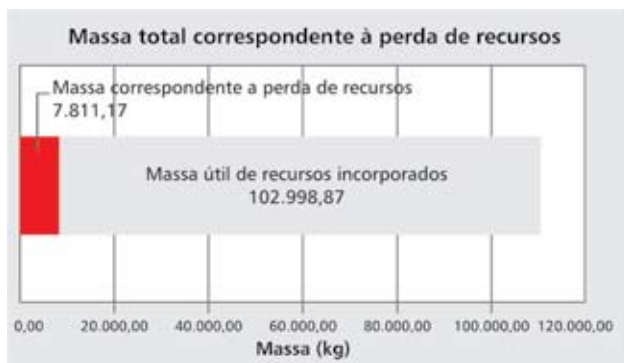 Massa total correspondente à perda de recursos
Massa correspondente a perda de recursos
7.811,17
Massa útil de recursos incorporados
102.998,87
0,00 20.000,00 40.000,00 60.000,00 80.000,00 100.000,00 120.000,00
Massa (kg)